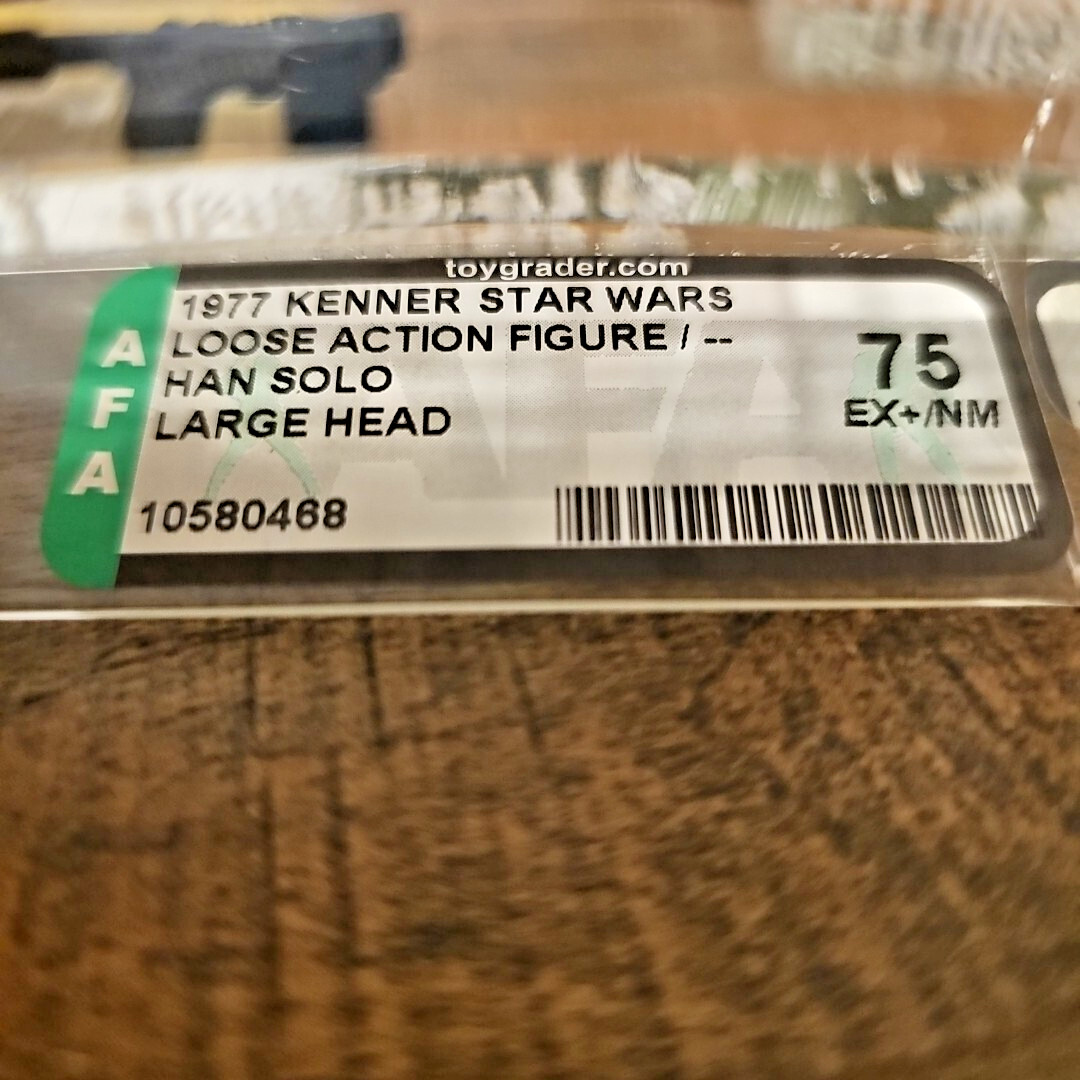 toygrader.com
AFA
1977 KENNER STAR WARS
LOOSE ACTION FIGURE / --
HAN SOLO
LARGE HEAD
75
EX+/NM
10580468